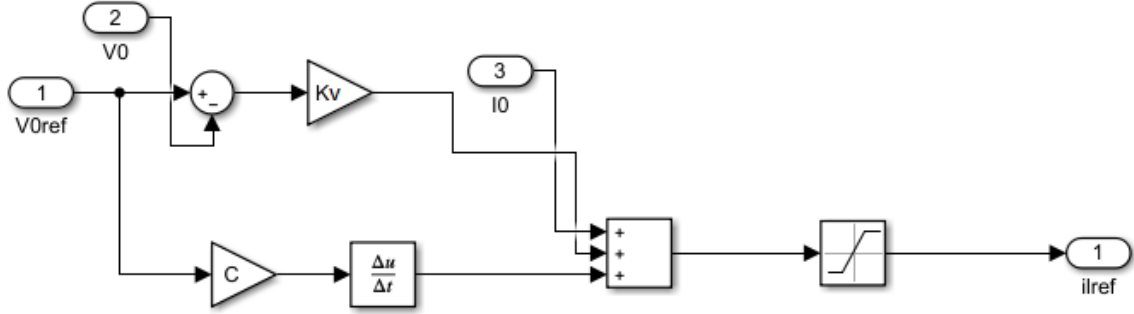 2
V0
1
V0ref
+
−
Kv
3
I0
C
Δu
Δt
+
+
+
1
ilref